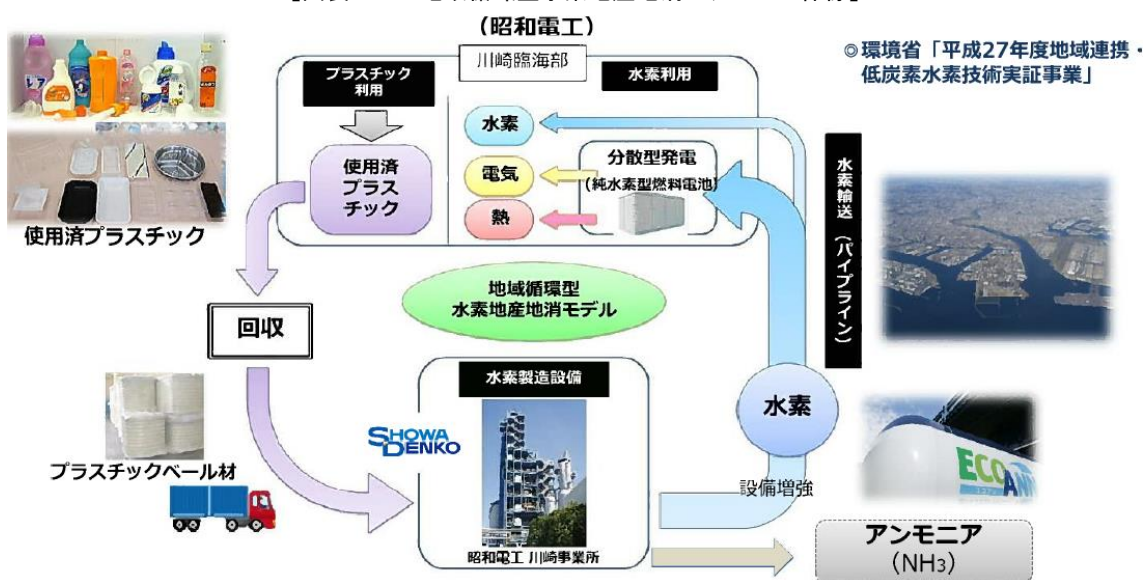 （昭和電工）
川崎臨海部
◎環境省「平成27年度地域連携・
低炭素水素技術実証事業」
プラスチック
利用
水素利用
水素
使用済
プラス
チック
電気
熱
分散型発電
(純水素型燃料電池)
水素輸送（パイプライン）
使用済プラスチック
地域循環型
水素地産地消モデル
回収
水素製造設備
水素
SHOWA
DENKO
プラスチックベール材
ECO
AN
設備増強
昭和電工 川崎事業所
アンモニア
（NH3）